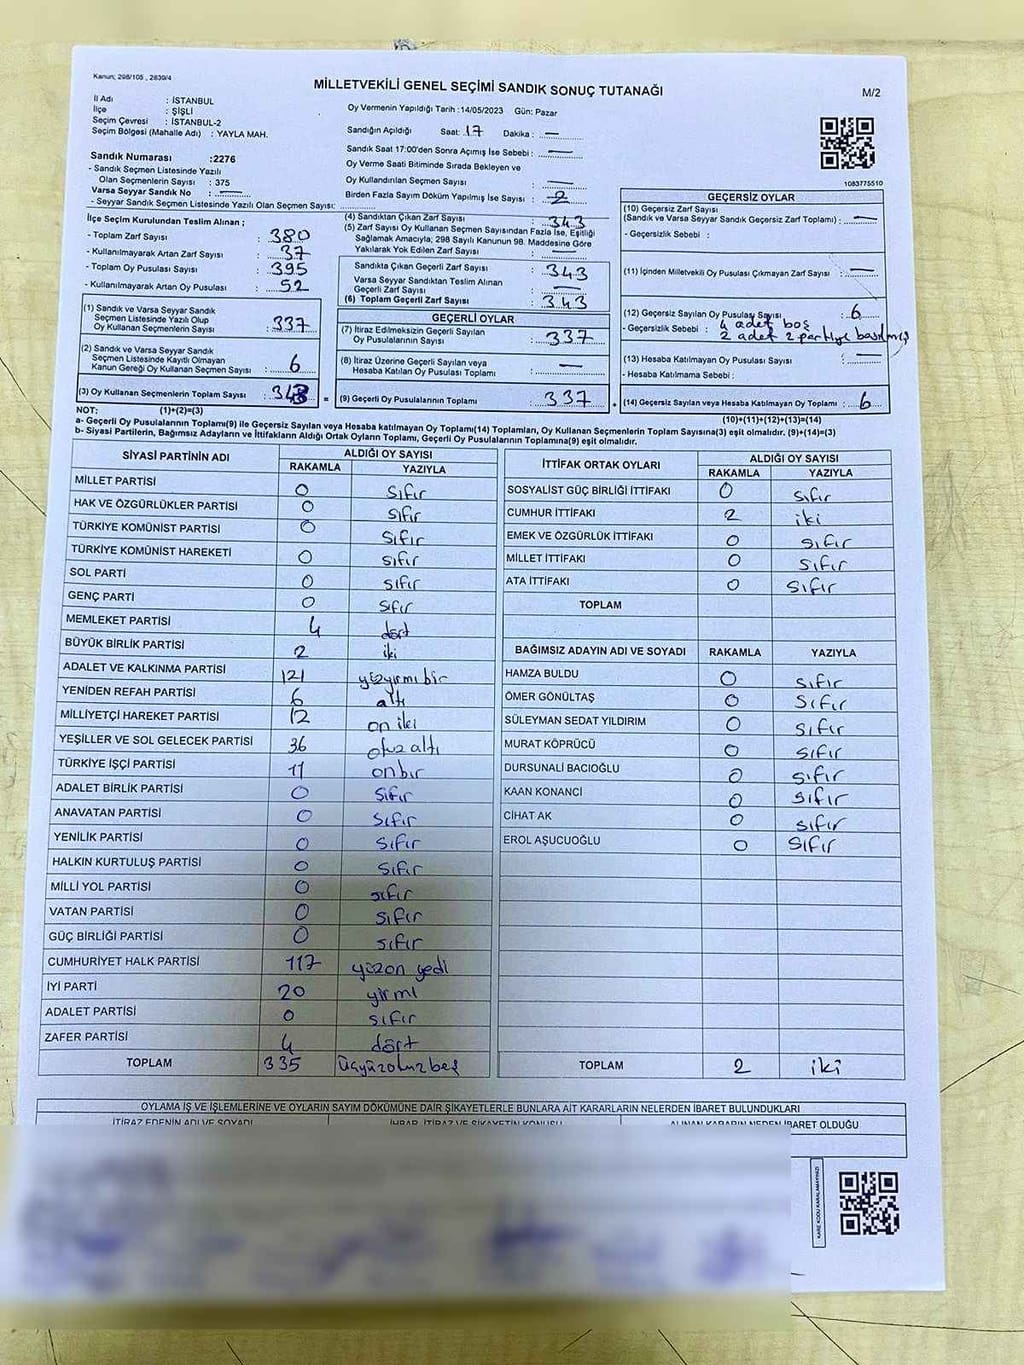 Kanun; 298/105 , 2839/4
MİLLETVEKİLİ GENEL SEÇİMİ SANDIK SONUÇ TUTANAĞI
M/2
İl Adı : İSTANBUL
İlçe : ŞİŞLİ
Seçim Çevresi : İSTANBUL-2
Seçim Bölgesi (Mahalle Adı) : YAYLA MAH.
Sandık Numarası :2276
- Sandık Seçmen Listesinde Yazılı
Olan Seçmenlerin Sayısı : 375
Varsa Seyyar Sandık No : —
- Seyyar Sandık Seçmen Listesinde Yazılı Olan Seçmen Sayısı:
Oy Vermenin Yapıldığı Tarih :14/05/2023 Gün: Pazar
Sandığın Açıldığı Saat: 17 Dakika : —
Sandık Saat 17:00'den Sonra Açımış İse Sebebi : —
Oy Verme Saati Bitiminde Sırada Bekleyen ve
Oy Kullandırılan Seçmen Sayısı : —
Birden Fazla Sayım Döküm Yapılmış İse Sayısı : 2
1083775510
İlçe Seçim Kurulundan Teslim Alınan ;
- Toplam Zarf Sayısı : 380
- Kullanılmayarak Artan Zarf Sayısı : 37
- Toplam Oy Pusulası Sayısı : 395
- Kullanılmayarak Artan Oy Pusulası : 52
(1) Sandık ve Varsa Seyyar Sandık
Seçmen Listesinde Yazılı Olup
Oy Kullanan Seçmenlerin Sayısı : 337
(2) Sandık ve Varsa Seyyar Sandık
Seçmen Listesinde Kayıtlı Olmayan
Kanun Gereği Oy Kullanan Seçmen Sayısı : 6
(3) Oy Kullanan Seçmenlerin Toplam Sayısı : 343
(4) Sandıktan Çıkan Zarf Sayısı : 343
(5) Zarf Sayısı Oy Kullanan Seçmen Sayısından Fazla İse, Eşitliği
Sağlamak Amacıyla; 298 Sayılı Kanunun 98. Maddesine Göre
Yakılarak Yok Edilen Zarf Sayısı : —
Sandıkta Çıkan Geçerli Zarf Sayısı : 343
Varsa Seyyar Sandıktan Teslim Alınan
Geçerli Zarf Sayısı : —
(6) Toplam Geçerli Zarf Sayısı : 343
GEÇERLİ OYLAR
(7) İtiraz Edilmeksizin Geçerli Sayılan
Oy Pusulalarının Sayısı : 337
(8) İtiraz Üzerine Geçerli Sayılan veya
Hesaba Katılan Oy Pusulası Toplamı : —
= (9) Geçerli Oy Pusulalarının Toplamı : 337
GEÇERSİZ OYLAR
(10) Geçersiz Zarf Sayısı
(Sandık ve Varsa Seyyar Sandık Geçersiz Zarf Toplamı) : —
- Geçersizlik Sebebi :
(11) İçinden Milletvekili Oy Pusulası Çıkmayan Zarf Sayısı : —
(12) Geçersiz Sayılan Oy Pusulası Sayısı : 6
- Geçersizlik Sebebi : 4 adet boş
2 adet 2 partiye basılmış
(13) Hesaba Katılmayan Oy Pusulası Sayısı : —
- Hesaba Katılmama Sebebi :
(14) Geçersiz Sayılan veya Hesaba Katılmayan Oy Toplamı : 6
NOT: (1)+(2)=(3)
(10)+(11)+(12)+(13)=(14)
a- Geçerli Oy Pusulalarının Toplamı(9) ile Geçersiz Sayılan veya Hesaba katılmayan Oy Toplamı(14) Toplamları, Oy Kullanan Seçmenlerin Toplam Sayısına(3) eşit olmalıdır. (9)+(14)=(3)
b- Siyasi Partilerin, Bağımsız Adayların ve İttifakların Aldığı Ortak Oyların Toplamı, Geçerli Oy Pusulalarının Toplamına(9) eşit olmalıdır.
SİYASİ PARTİNİN ADI ALDIĞI OY SAYISI
RAKAMLA YAZIYLA
MİLLET PARTİSİ 0 sıfır
HAK VE ÖZGÜRLÜKLER PARTİSİ 0 sıfır
TÜRKİYE KOMÜNİST PARTİSİ 0 sıfır
TÜRKİYE KOMÜNİST HAREKETİ 0 sıfır
SOL PARTİ 0 sıfır
GENÇ PARTİ 0 sıfır
MEMLEKET PARTİSİ 4 dört
BÜYÜK BİRLİK PARTİSİ 2 iki
ADALET VE KALKINMA PARTİSİ 121 yüzyirmibir
YENİDEN REFAH PARTİSİ 6 altı
MİLLİYETÇİ HAREKET PARTİSİ 12 on iki
YEŞİLLER VE SOL GELECEK PARTİSİ 36 otuzaltı
TÜRKİYE İŞÇİ PARTİSİ 11 onbir
ADALET BİRLİK PARTİSİ 0 sıfır
ANAVATAN PARTİSİ 0 sıfır
YENİLİK PARTİSİ 0 sıfır
HALKIN KURTULUŞ PARTİSİ 0 sıfır
MİLLİ YOL PARTİSİ 0 sıfır
VATAN PARTİSİ 0 sıfır
GÜÇ BİRLİĞİ PARTİSİ 0 sıfır
CUMHURİYET HALK PARTİSİ 117 yüzon yedi
İYİ PARTİ 20 yirmi
ADALET PARTİSİ 0 sıfır
ZAFER PARTİSİ 4 dört
TOPLAM 335 üçyüzotuzbeş
İTTİFAK ORTAK OYLARI ALDIĞI OY SAYISI
RAKAMLA YAZIYLA
SOSYALİST GÜÇ BİRLİĞİ İTTİFAKI 0 sıfır
CUMHUR İTTİFAKI 2 iki
EMEK VE ÖZGÜRLÜK İTTİFAKI 0 sıfır
MİLLET İTTİFAKI 0 sıfır
ATA İTTİFAKI 0 sıfır
TOPLAM
BAĞIMSIZ ADAYIN ADI VE SOYADI RAKAMLA YAZIYLA
HAMZA BULDU 0 sıfır
ÖMER GÖNÜLTAŞ 0 sıfır
SÜLEYMAN SEDAT YILDIRIM 0 sıfır
MURAT KÖPRÜCÜ 0 sıfır
DURSUNALİ BACIOĞLU 0 sıfır
KAAN KONANCİ 0 sıfır
CİHAT AK 0 sıfır
EROL AŞUCUOĞLU 0 sıfır
TOPLAM 2 iki
OYLAMA İŞ VE İŞLEMLERİNE VE OYLARIN SAYIM DÖKÜMÜNE DAİR ŞİKAYETLERLE BUNLARA AİT KARARLARIN NELERDEN İBARET BULUNDUKLARI
İTİRAZ EDENİN ADI VE SOYADI İHBAR, İTİRAZ VE ŞİKAYETİN KONUSU ALINAN KARARIN NEDEN İBARET OLDUĞU
KARE KODU KARALAMAYINIZ!